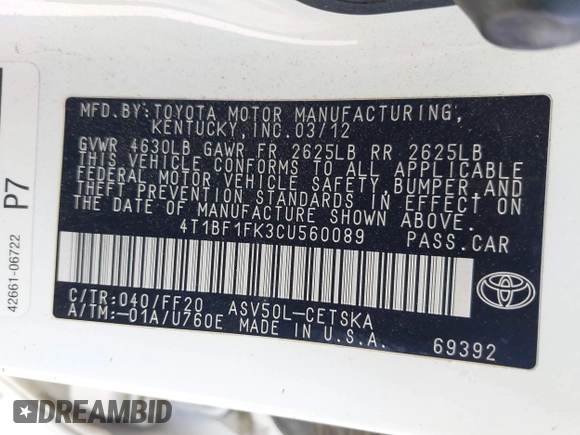 MFD.BY:TOYOTA MOTOR MANUFACTURING,
KENTUCKY,INC.03/12
GVWR 4630LB GAWR FR 2625LB RR 2625LB
THIS VEHICLE CONFORMS TO ALL APPLICABLE
FEDERAL MOTOR VEHICLE SAFETY,BUMPER,AND
THEFT PREVENTION STANDARDS IN EFFECT ON
THE DATE OF MANUFACTURE SHOWN ABOVE.
4T1BF1FK3CU560089 PASS.CAR
C/TR:040/FF20 ASV50L-CETSKA
A/TM:-01A/U760E MADE IN U.S.A.
69392
P7
42661-06722
DREAMBID